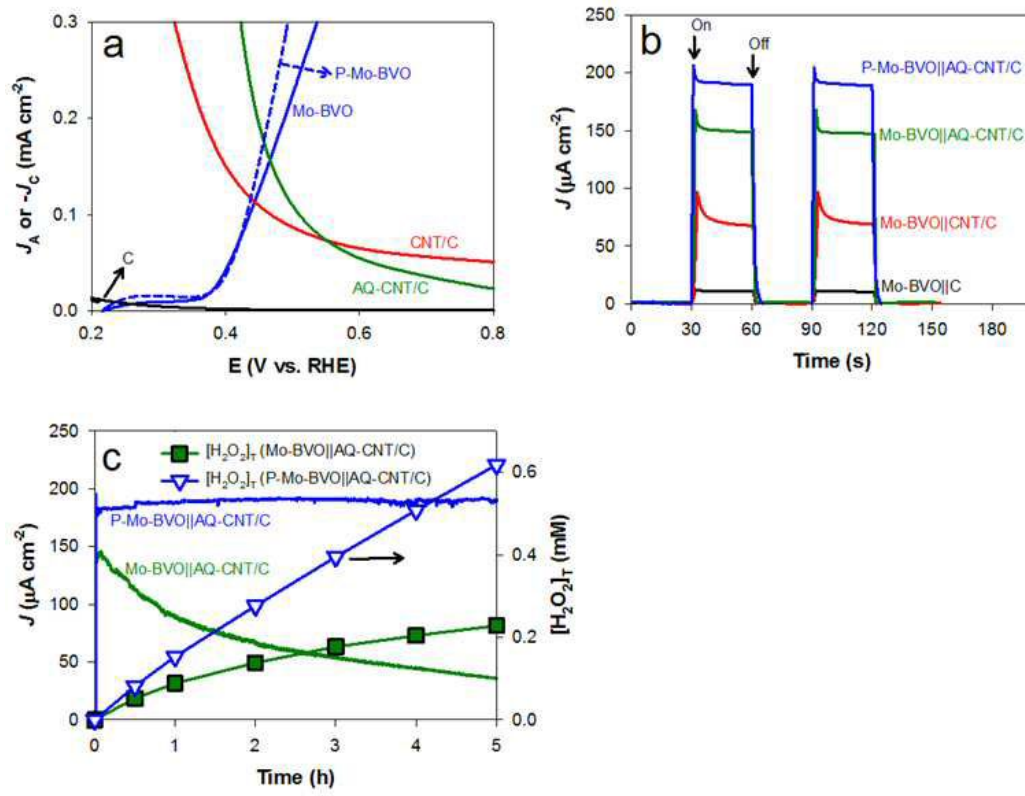 a
0.3
0.2
0.1
0.0
J_A or -J_C (mA cm⁻²)
P-Mo-BVO
Mo-BVO
C
CNT/C
AQ-CNT/C
0.2 0.4 0.6 0.8
E (V vs. RHE)
b
250
200
150
100
50
0
J (µA cm⁻²)
On
Off
P-Mo-BVO||AQ-CNT/C
Mo-BVO||AQ-CNT/C
Mo-BVO||CNT/C
Mo-BVO||C
0 30 60 90 120 150 180
Time (s)
c
250
200
150
100
50
0
J (µA cm⁻²)
[H₂O₂]_T (Mo-BVO||AQ-CNT/C)
[H₂O₂]_T (P-Mo-BVO||AQ-CNT/C)
P-Mo-BVO||AQ-CNT/C
Mo-BVO||AQ-CNT/C
0.6
0.4
0.2
0.0
[H₂O₂]_T (mM)
0 1 2 3 4 5
Time (h)